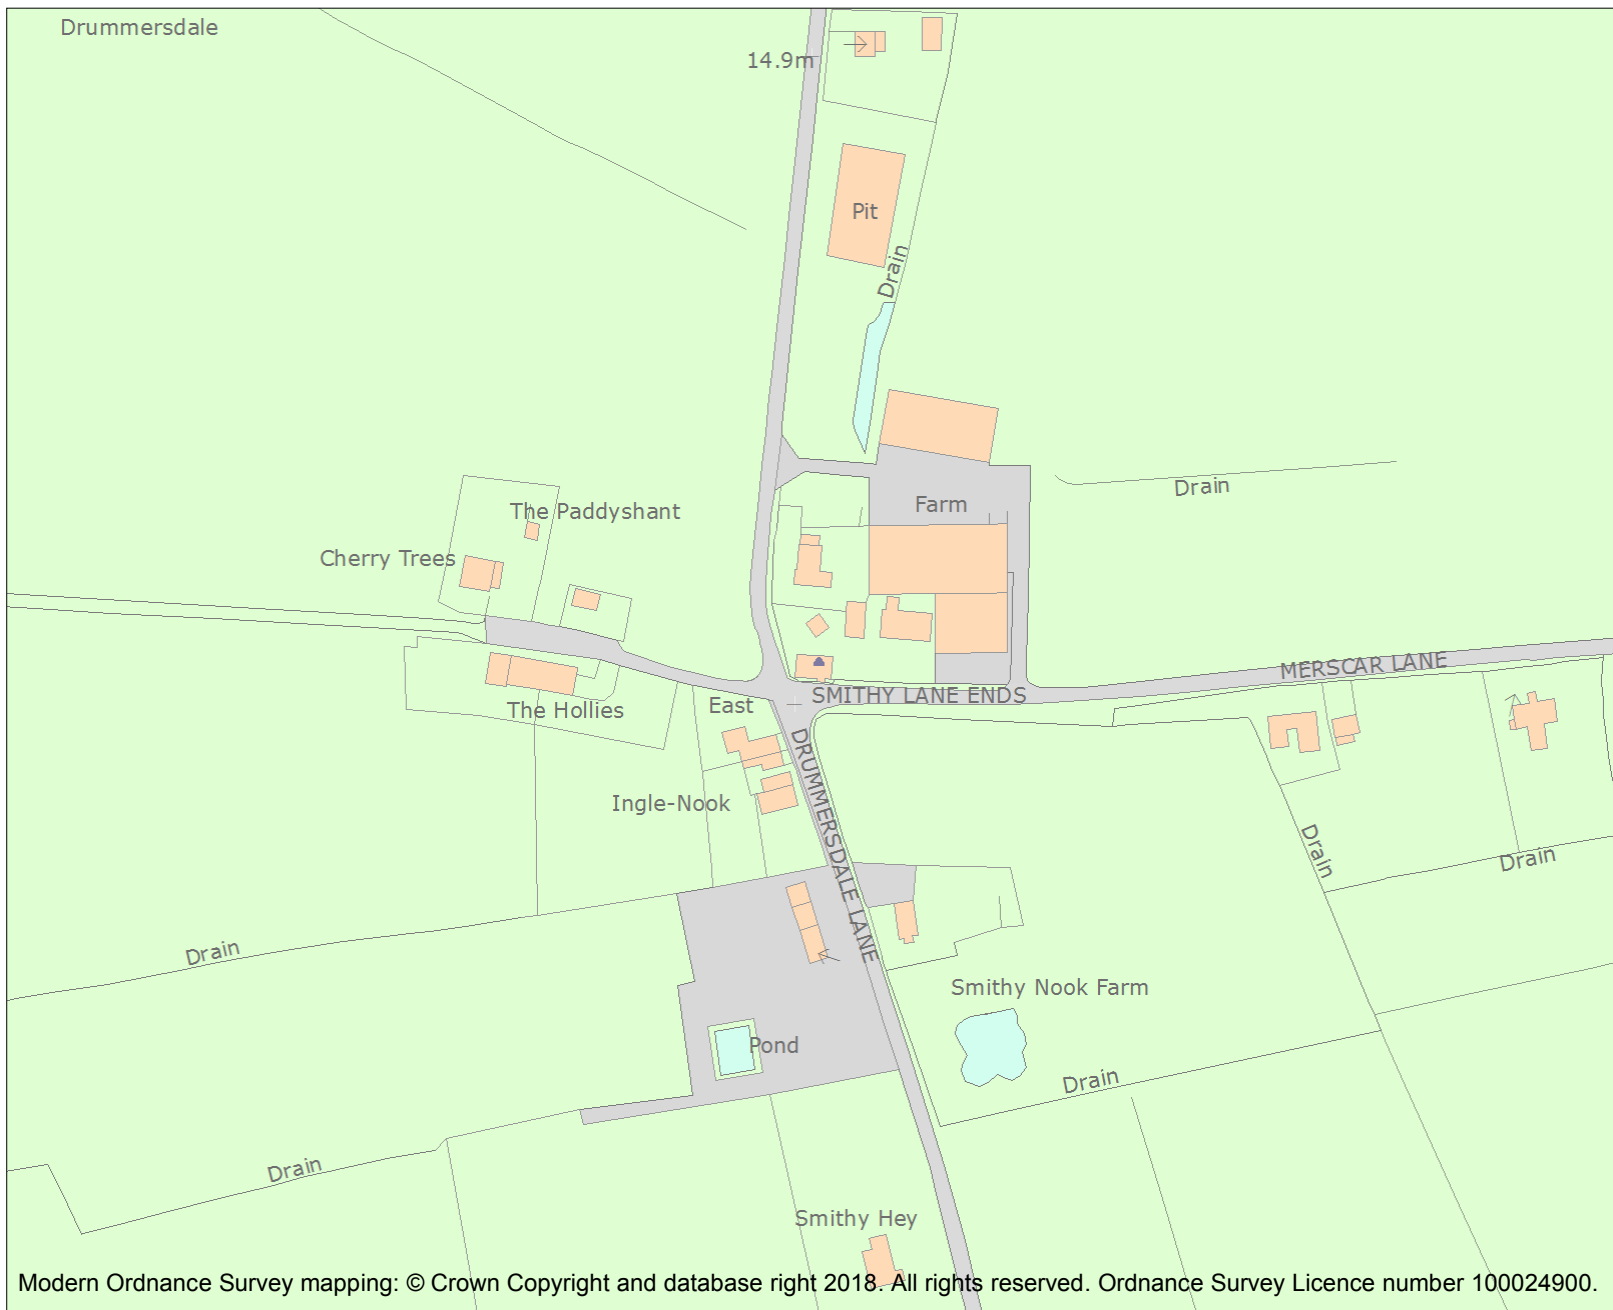 Drummersdale
14.9m
Pit
Drain
Farm
Drain
The Paddyshant
Cherry Trees
MERSCAR LANE
SMITHY LANE ENDS
East
The Hollies
DRUMMERSDALE LANE
Ingle-Nook
Drain
Drain
Drain
Smithy Nook Farm
Pond
Drain
Drain
Smithy Hey
Modern Ordnance Survey mapping: © Crown Copyright and database right 2018. All rights reserved. Ordnance Survey Licence number 100024900.